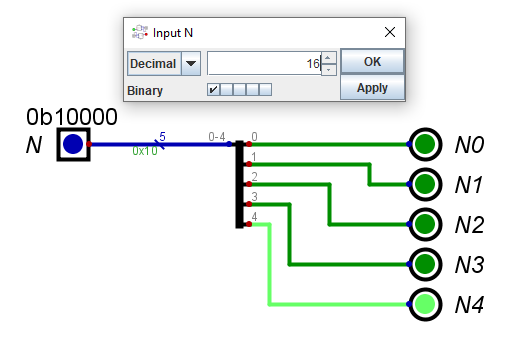 Input N
Decimal
16
OK
Binary
Apply
0b10000
N
5
0x10
0-4
0
N0
1
N1
2
N2
3
N3
4
N4